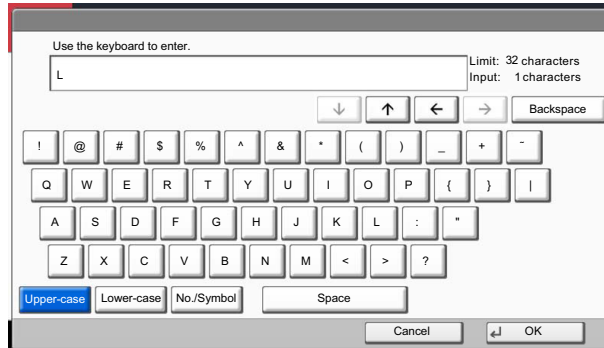 Use the keyboard to enter.
Limit: 32 characters
L
Input: 1 characters
↓ ↑ ← → Backspace
! @ # $ % ^ & * ( ) _ + ~
Q W E R T Y U I O P { } |
A S D F G H J K L : "
Z X C V B N M < > ?
Upper-case Lower-case No./Symbol Space
Cancel ↵ OK